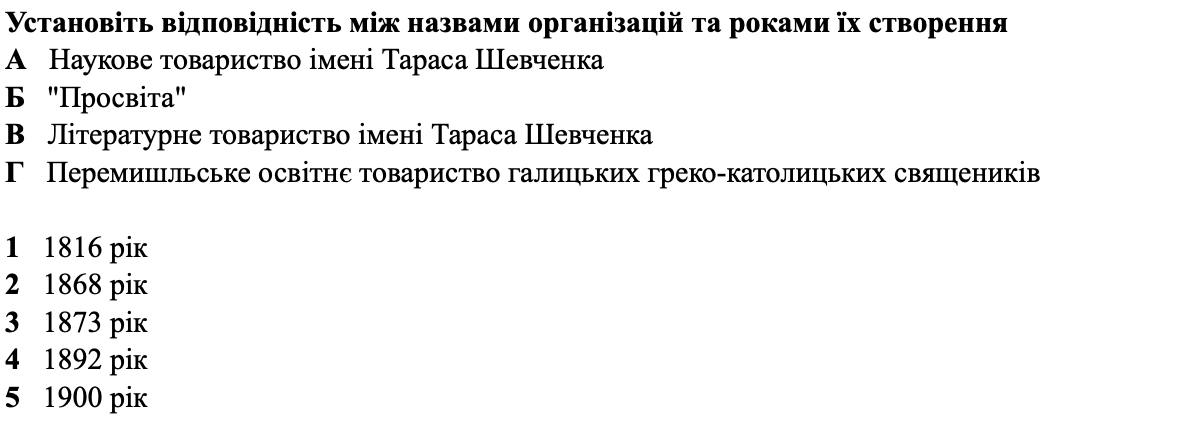 Установіть відповідність між назвами організацій та роками їх створення
А Наукове товариство імені Тараса Шевченка
Б "Просвіта"
В Літературне товариство імені Тараса Шевченка
Г Перемишльське освітнє товариство галицьких греко-католицьких священиків
1 1816 рік
2 1868 рік
3 1873 рік
4 1892 рік
5 1900 рік